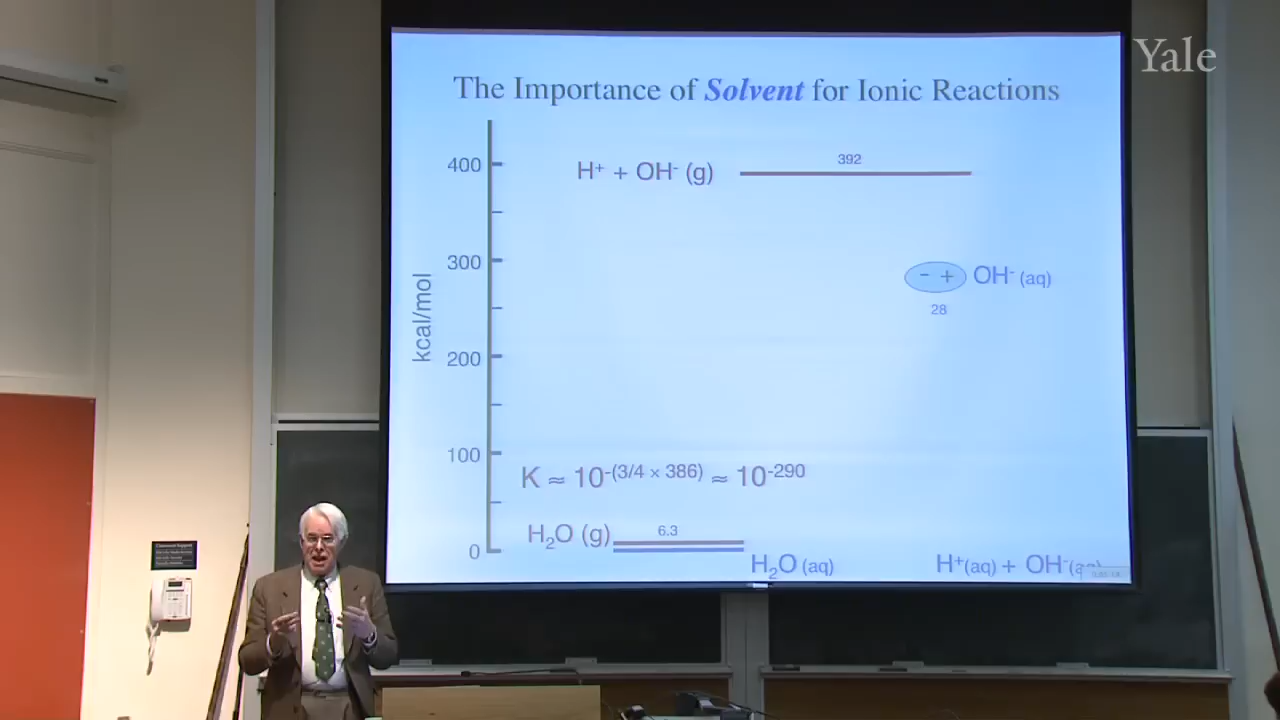 Yale
The Importance of Solvent for Ionic Reactions
400
H⁺ + OH⁻ (g)
392
300
- +
OH⁻ (aq)
28
kcal/mol
200
100
K ≈ 10⁻⁽³/⁴ ˣ ³⁸⁶⁾ ≈ 10⁻²⁹⁰
H₂O (g)
6.3
0
H₂O (aq)
H⁺(aq) + OH⁻(aq)